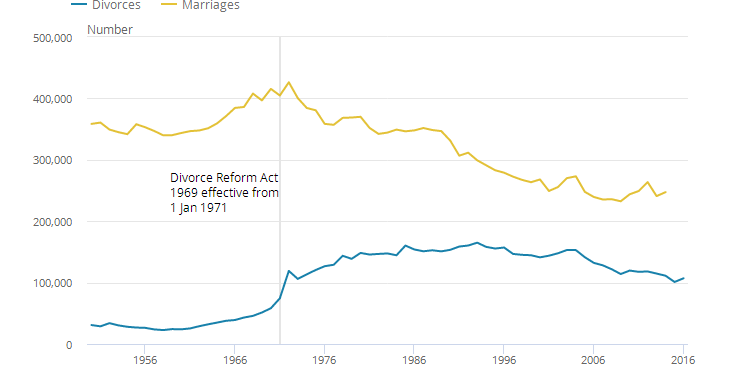 Divorces Marriages
Number
500,000
400,000
300,000
200,000
100,000
0
Divorce Reform Act
1969 effective from
1 Jan 1971
1956 1966 1976 1986 1996 2006 2016